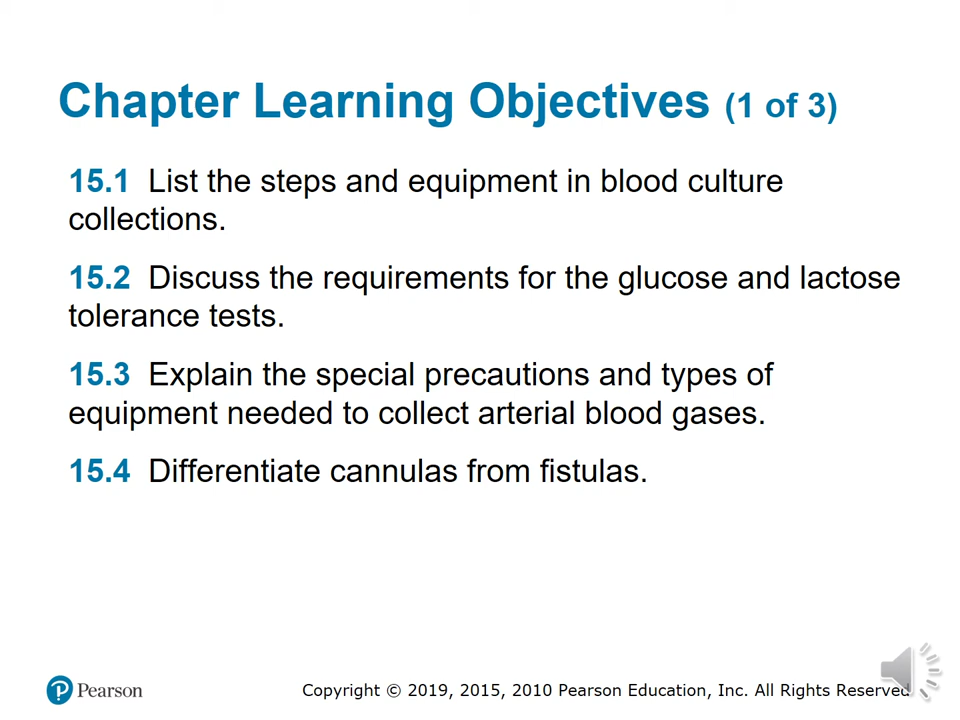 Chapter Learning Objectives (1 of 3)
15.1 List the steps and equipment in blood culture
collections.
15.2 Discuss the requirements for the glucose and lactose
tolerance tests.
15.3 Explain the special precautions and types of
equipment needed to collect arterial blood gases.
15.4 Differentiate cannulas from fistulas.
Pearson
Copyright © 2019, 2015, 2010 Pearson Education, Inc. All Rights Reserved